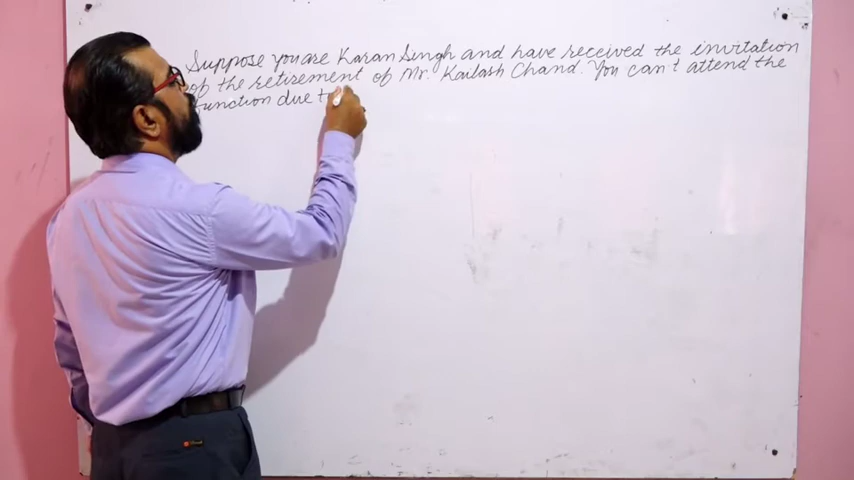 Suppose you are Karan Singh and have received the invitation
of the retirement of Mr. Kailash Chand. You can't attend the
function due